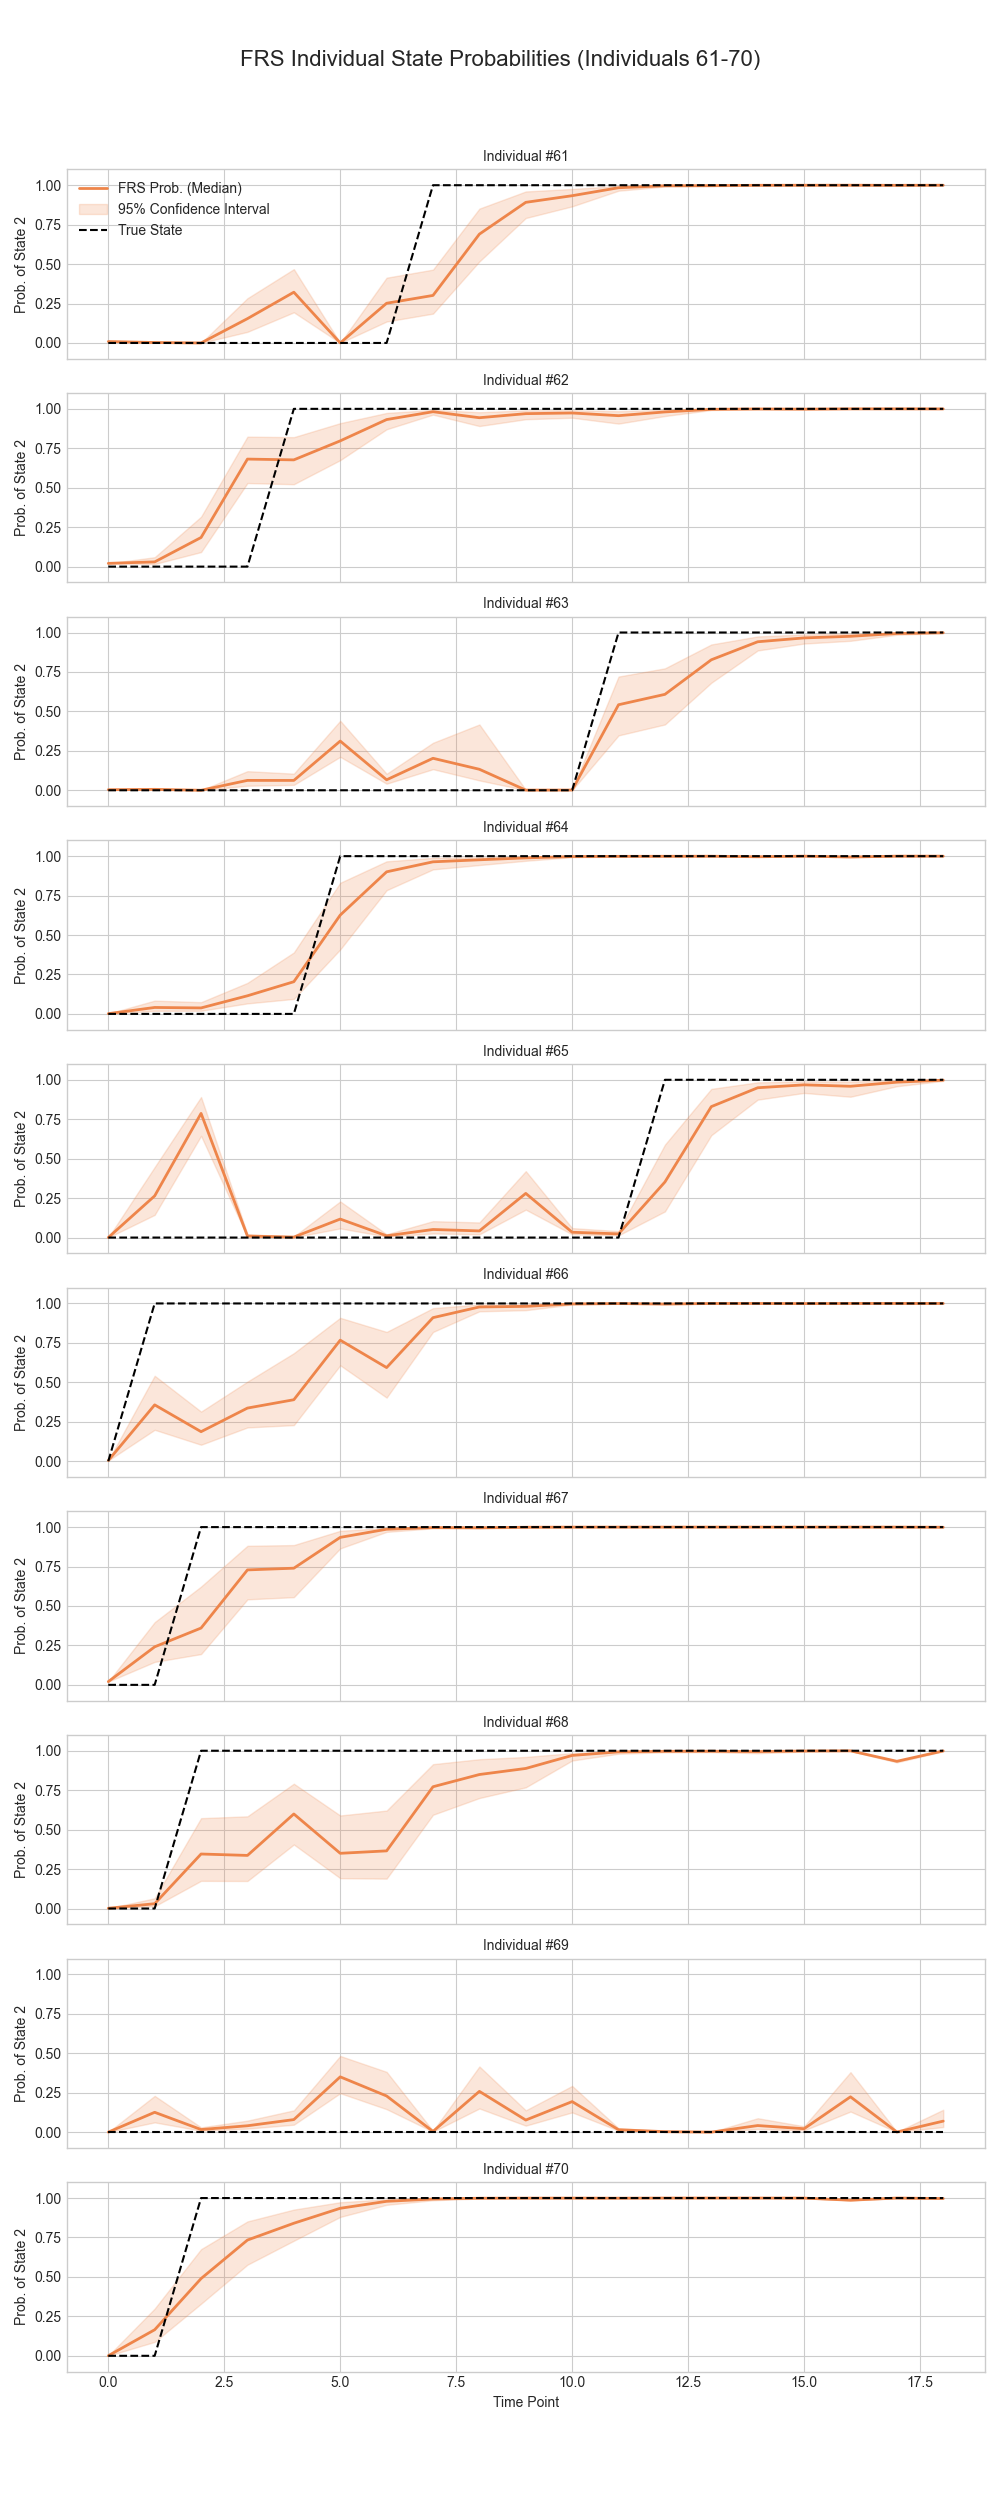 FRS Individual State Probabilities (Individuals 61-70)
Individual #61
FRS Prob. (Median)
95% Confidence Interval
True State
1.00
0.75
0.50
0.25
0.00
Prob. of State 2
Individual #62
1.00
0.75
0.50
0.25
0.00
Prob. of State 2
Individual #63
1.00
0.75
0.50
0.25
0.00
Prob. of State 2
Individual #64
1.00
0.75
0.50
0.25
0.00
Prob. of State 2
Individual #65
1.00
0.75
0.50
0.25
0.00
Prob. of State 2
Individual #66
1.00
0.75
0.50
0.25
0.00
Prob. of State 2
Individual #67
1.00
0.75
0.50
0.25
0.00
Prob. of State 2
Individual #68
1.00
0.75
0.50
0.25
0.00
Prob. of State 2
Individual #69
1.00
0.75
0.50
0.25
0.00
Prob. of State 2
Individual #70
1.00
0.75
0.50
0.25
0.00
Prob. of State 2
0.0 2.5 5.0 7.5 10.0 12.5 15.0 17.5
Time Point